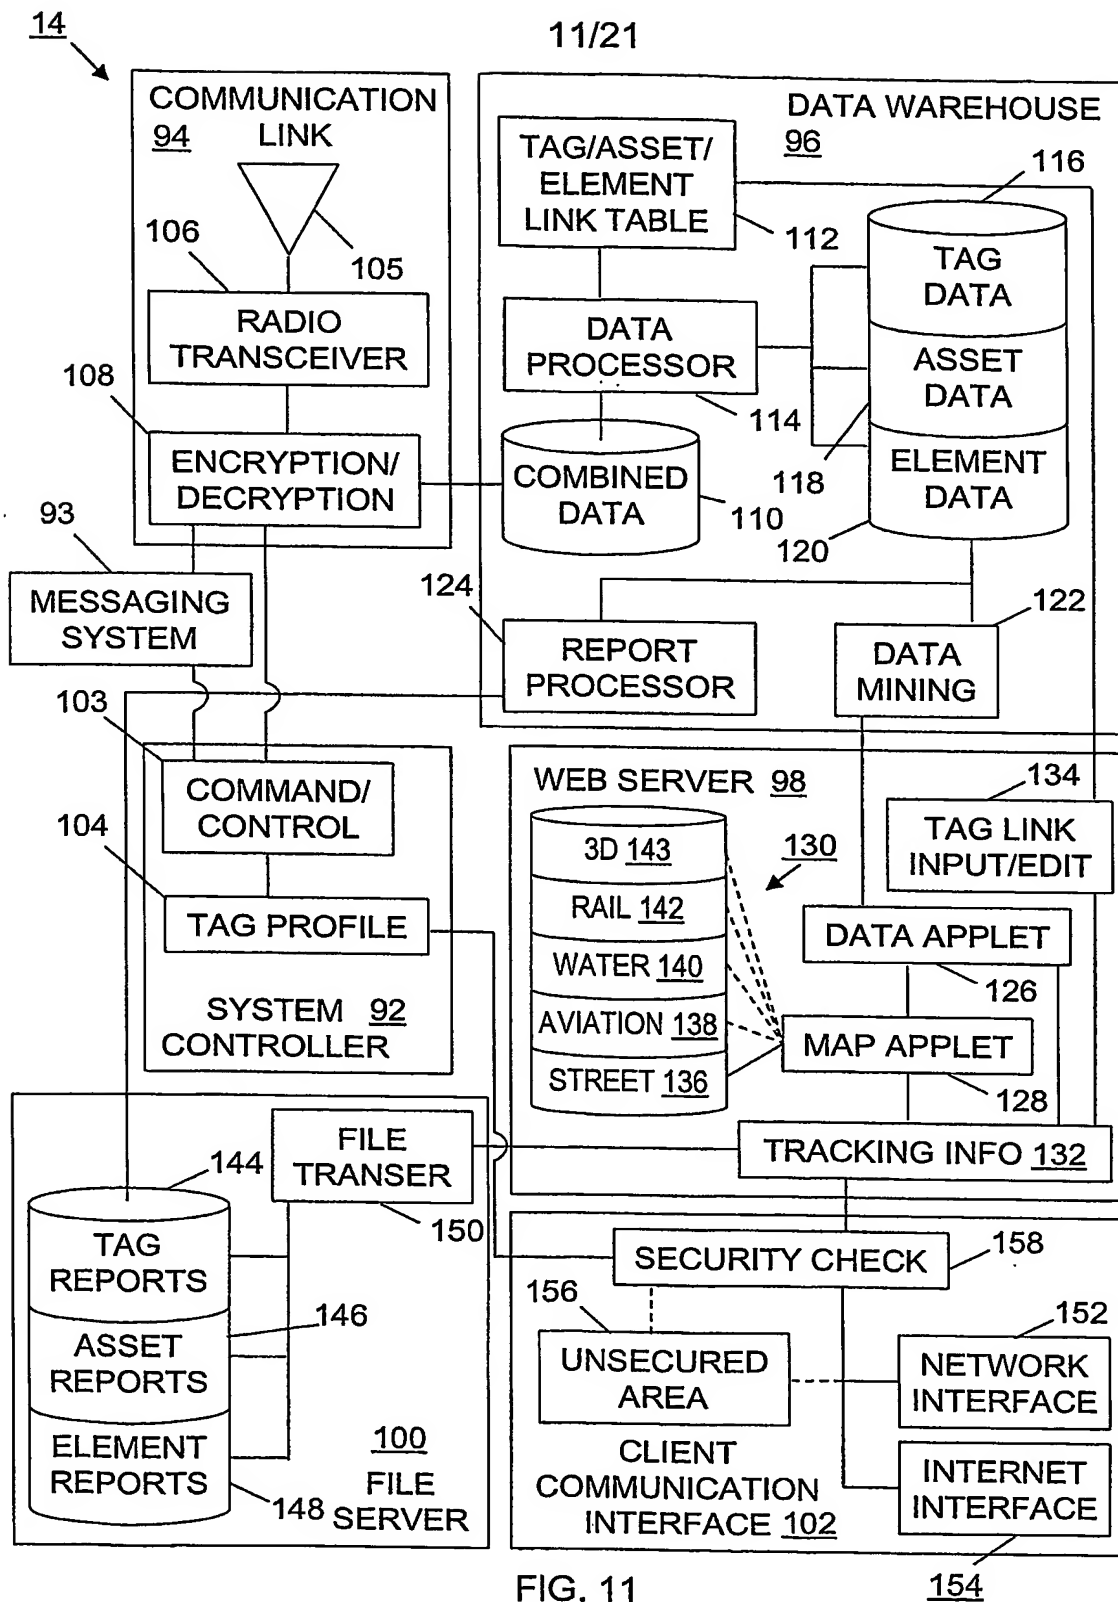 14
11/21
COMMUNICATION
94 LINK
105
106
RADIO
TRANSCEIVER
108
ENCRYPTION/
DECRYPTION
93
MESSAGING
SYSTEM
DATA WAREHOUSE
96
TAG/ASSET/
ELEMENT
LINK TABLE
112
116
TAG
DATA
ASSET
DATA
ELEMENT
DATA
118
120
DATA
PROCESSOR
114
COMBINED
DATA
110
124
REPORT
PROCESSOR
122
DATA
MINING
103
COMMAND/
CONTROL
104
TAG PROFILE
SYSTEM 92
CONTROLLER
WEB SERVER 98
134
TAG LINK
INPUT/EDIT
130
3D 143
RAIL 142
WATER 140
AVIATION 138
STREET 136
DATA APPLET
126
MAP APPLET
128
TRACKING INFO 132
FILE
TRANSER
150
144
TAG
REPORTS
146
ASSET
REPORTS
ELEMENT
REPORTS
148
100
FILE
SERVER
SECURITY CHECK
158
156
UNSECURED
AREA
152
NETWORK
INTERFACE
INTERNET
INTERFACE
154
CLIENT
COMMUNICATION
INTERFACE 102
FIG. 11